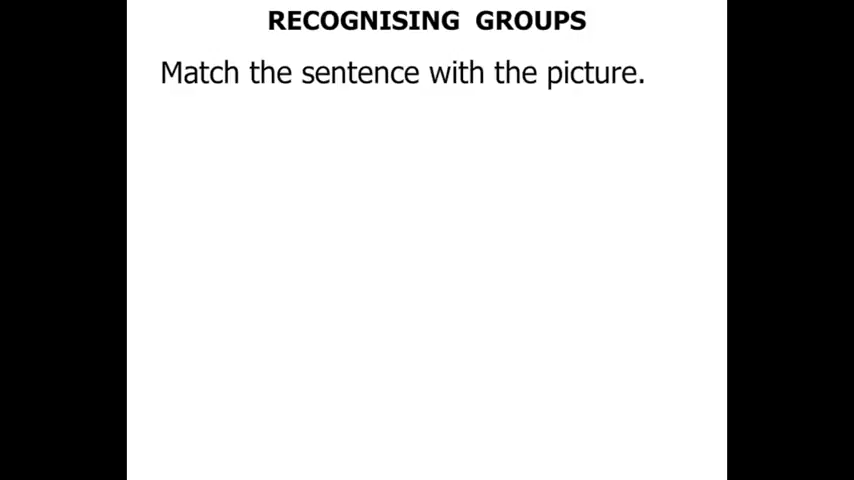 RECOGNISING GROUPS
Match the sentence with the picture.